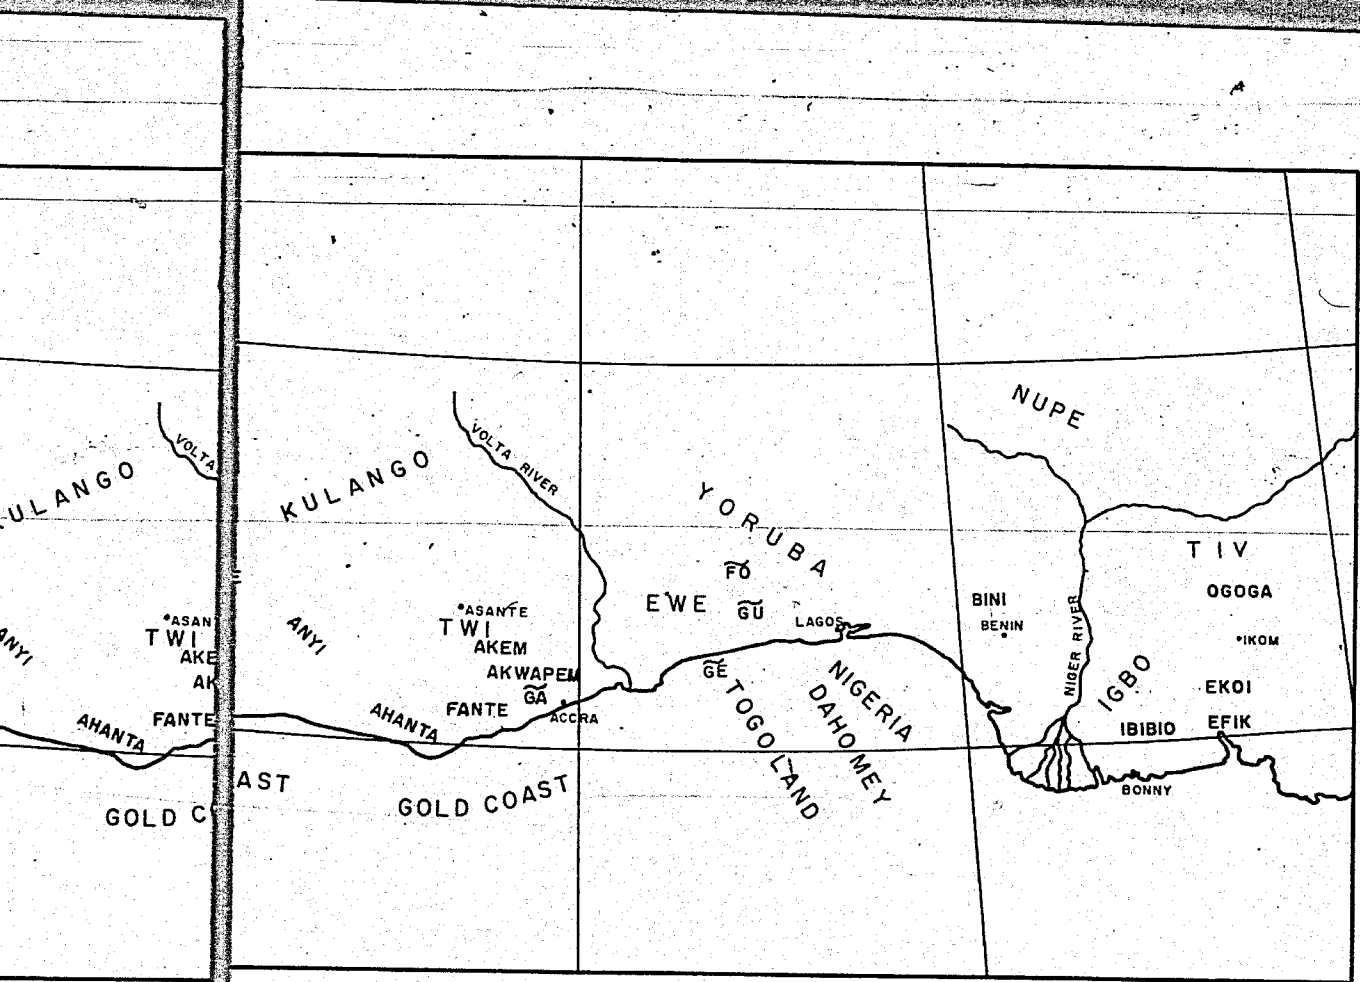 VOLTA
ULANGO
ASAN
TWI
ANYI
AKE
AK
FANTE
AHANTA
GOLD C
AST
NUPE
VOLTA RIVER
KULANGO
YORUBA
TIV
FO
OGOGA
EWE
GU
BINI
ASANTE
LAGOS
BENIN
NIGER RIVER
TWI
ANYI
IKOM
AKEM
AKWAPEM
GE
IGBO
EKOI
GA
FANTE
ACCRA
AHANTA
IBIBIO
EFIK
NIGERIA
DAHOMEY
TOGOLAND
BONNY
GOLD COAST